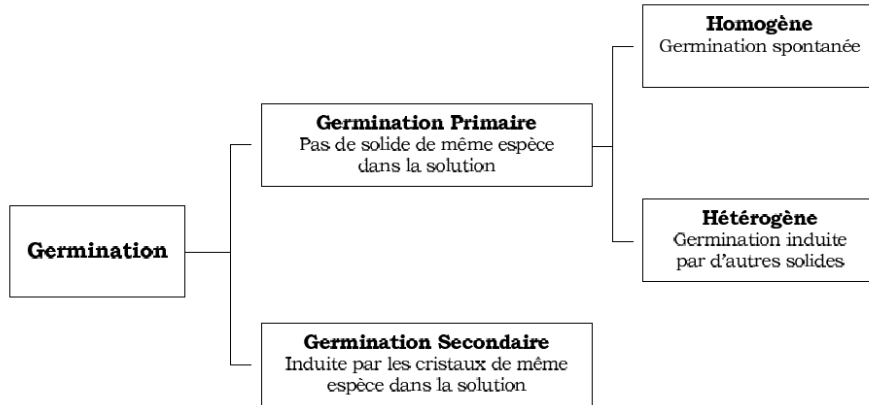 Homogène
Germination spontanée
Germination Primaire
Pas de solide de même espèce
dans la solution
Hétérogène
Germination induite
par d'autres solides
Germination
Germination Secondaire
Induite par les cristaux de même
espèce dans la solution